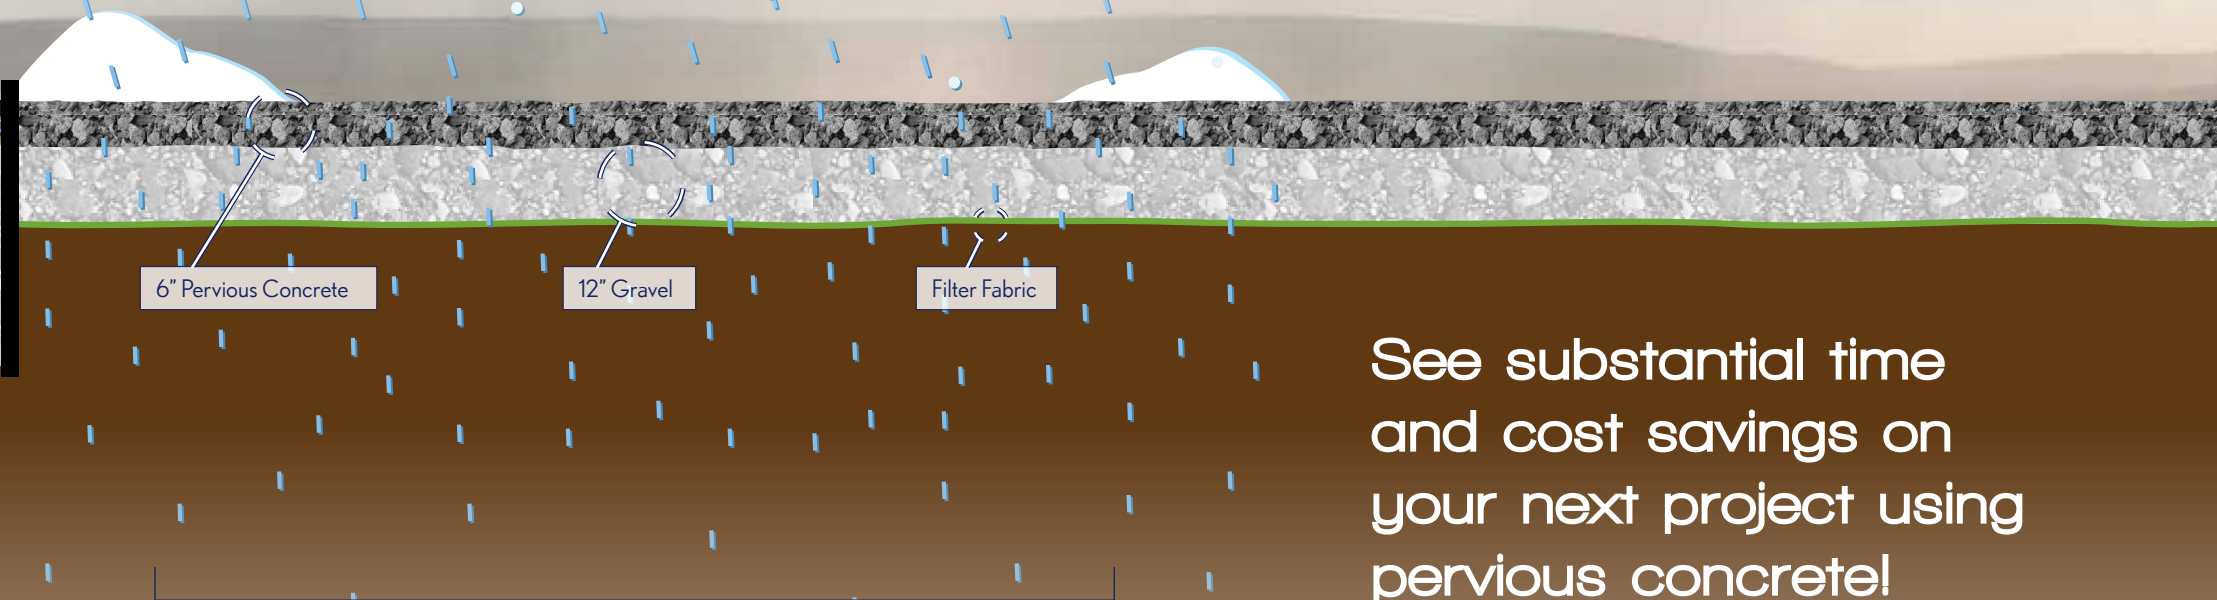 6” Pervious Concrete
12” Gravel
Filter Fabric
See substantial time
and cost savings on
your next project using
pervious concrete!